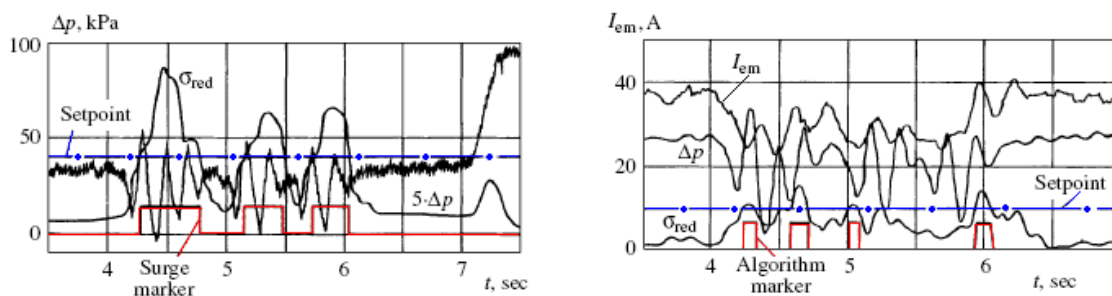 Δp, kPa
100
σred
Setpoint
50
5·Δp
0
4
5
6
7
Surge
marker
t, sec
Iem, A
40
Iem
Δp
20
Setpoint
σred
0
4
5
6
Algorithm
marker
t, sec